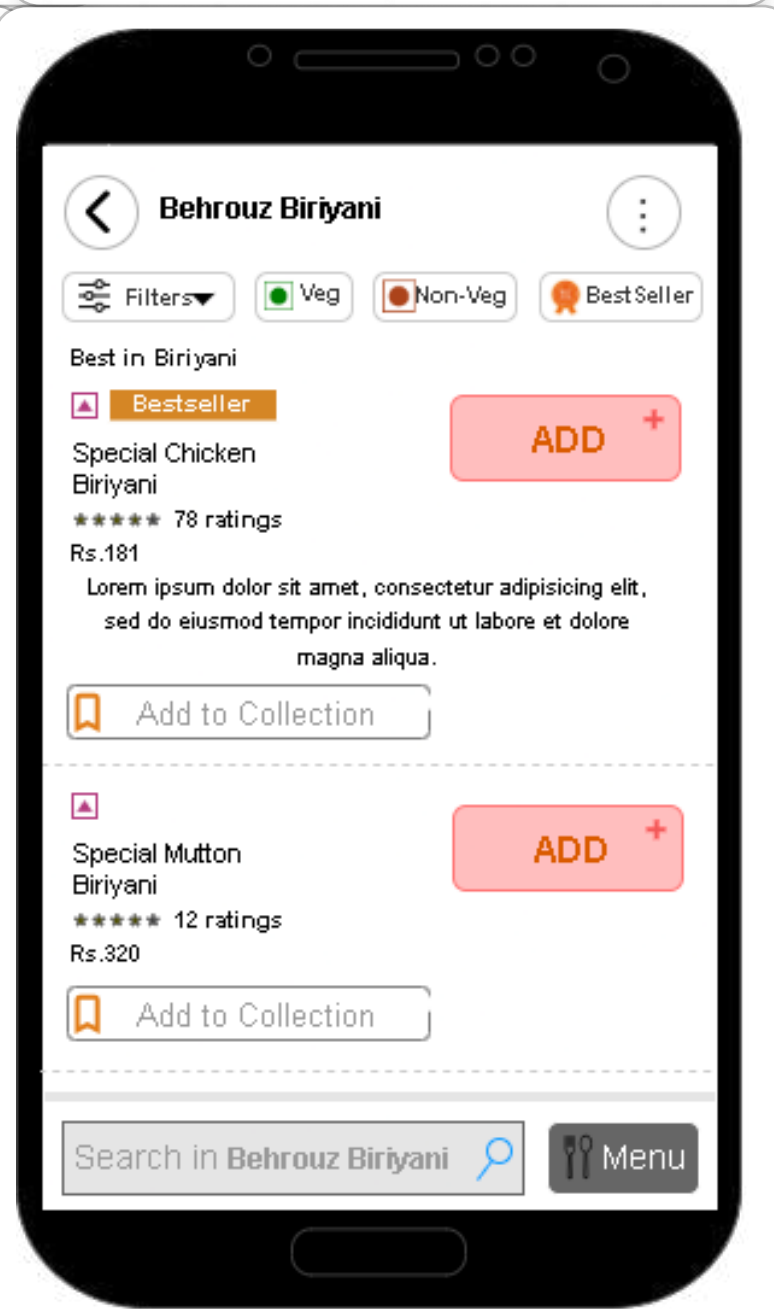 Behrouz Biriyani
Filters Veg Non-Veg BestSeller
Best in Biriyani
Bestseller
ADD +
Special Chicken
Biriyani
78 ratings
Rs.181
Lorem ipsum dolor sit amet, consectetur adipisicing elit,
sed do eiusmod tempor incididunt ut labore et dolore
magna aliqua.
Add to Collection
ADD +
Special Mutton
Biriyani
12 ratings
Rs.320
Add to Collection
Search in Behrouz Biriyani
Menu